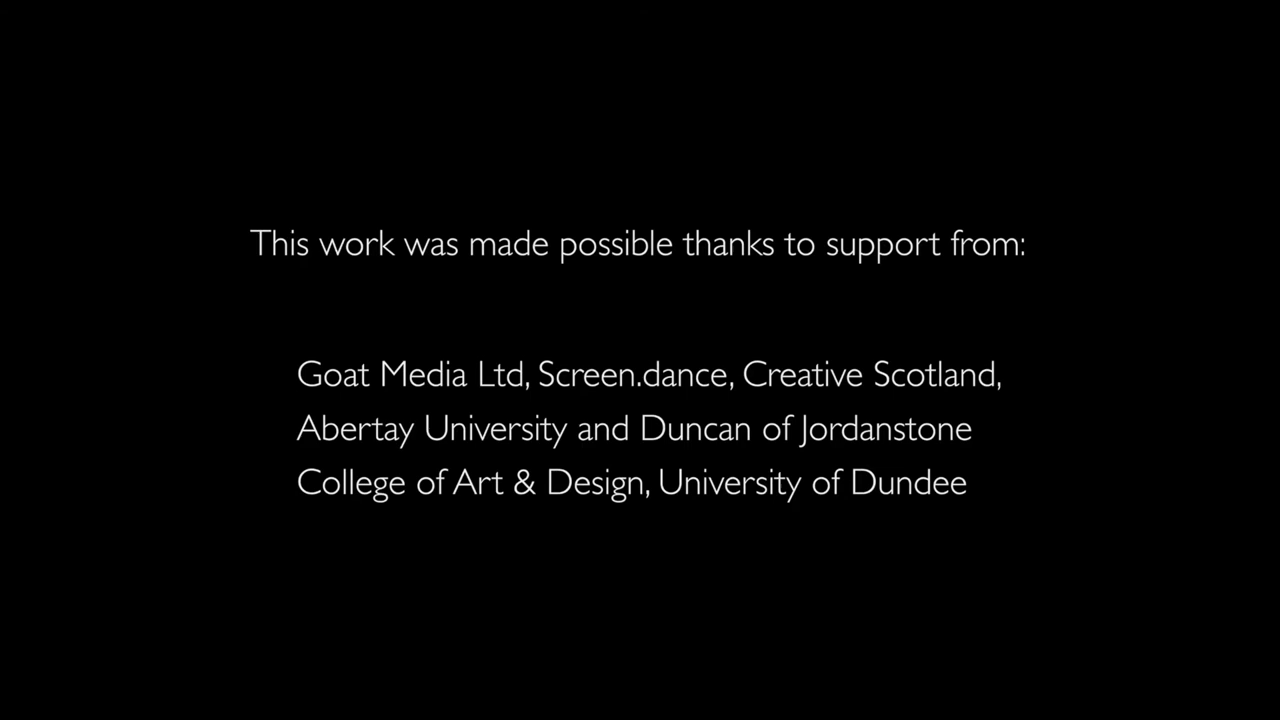 This work was made possible thanks to support from:
Goat Media Ltd, Screen.dance, Creative Scotland,
Abertay University and Duncan of Jordanstone
College of Art & Design, University of Dundee